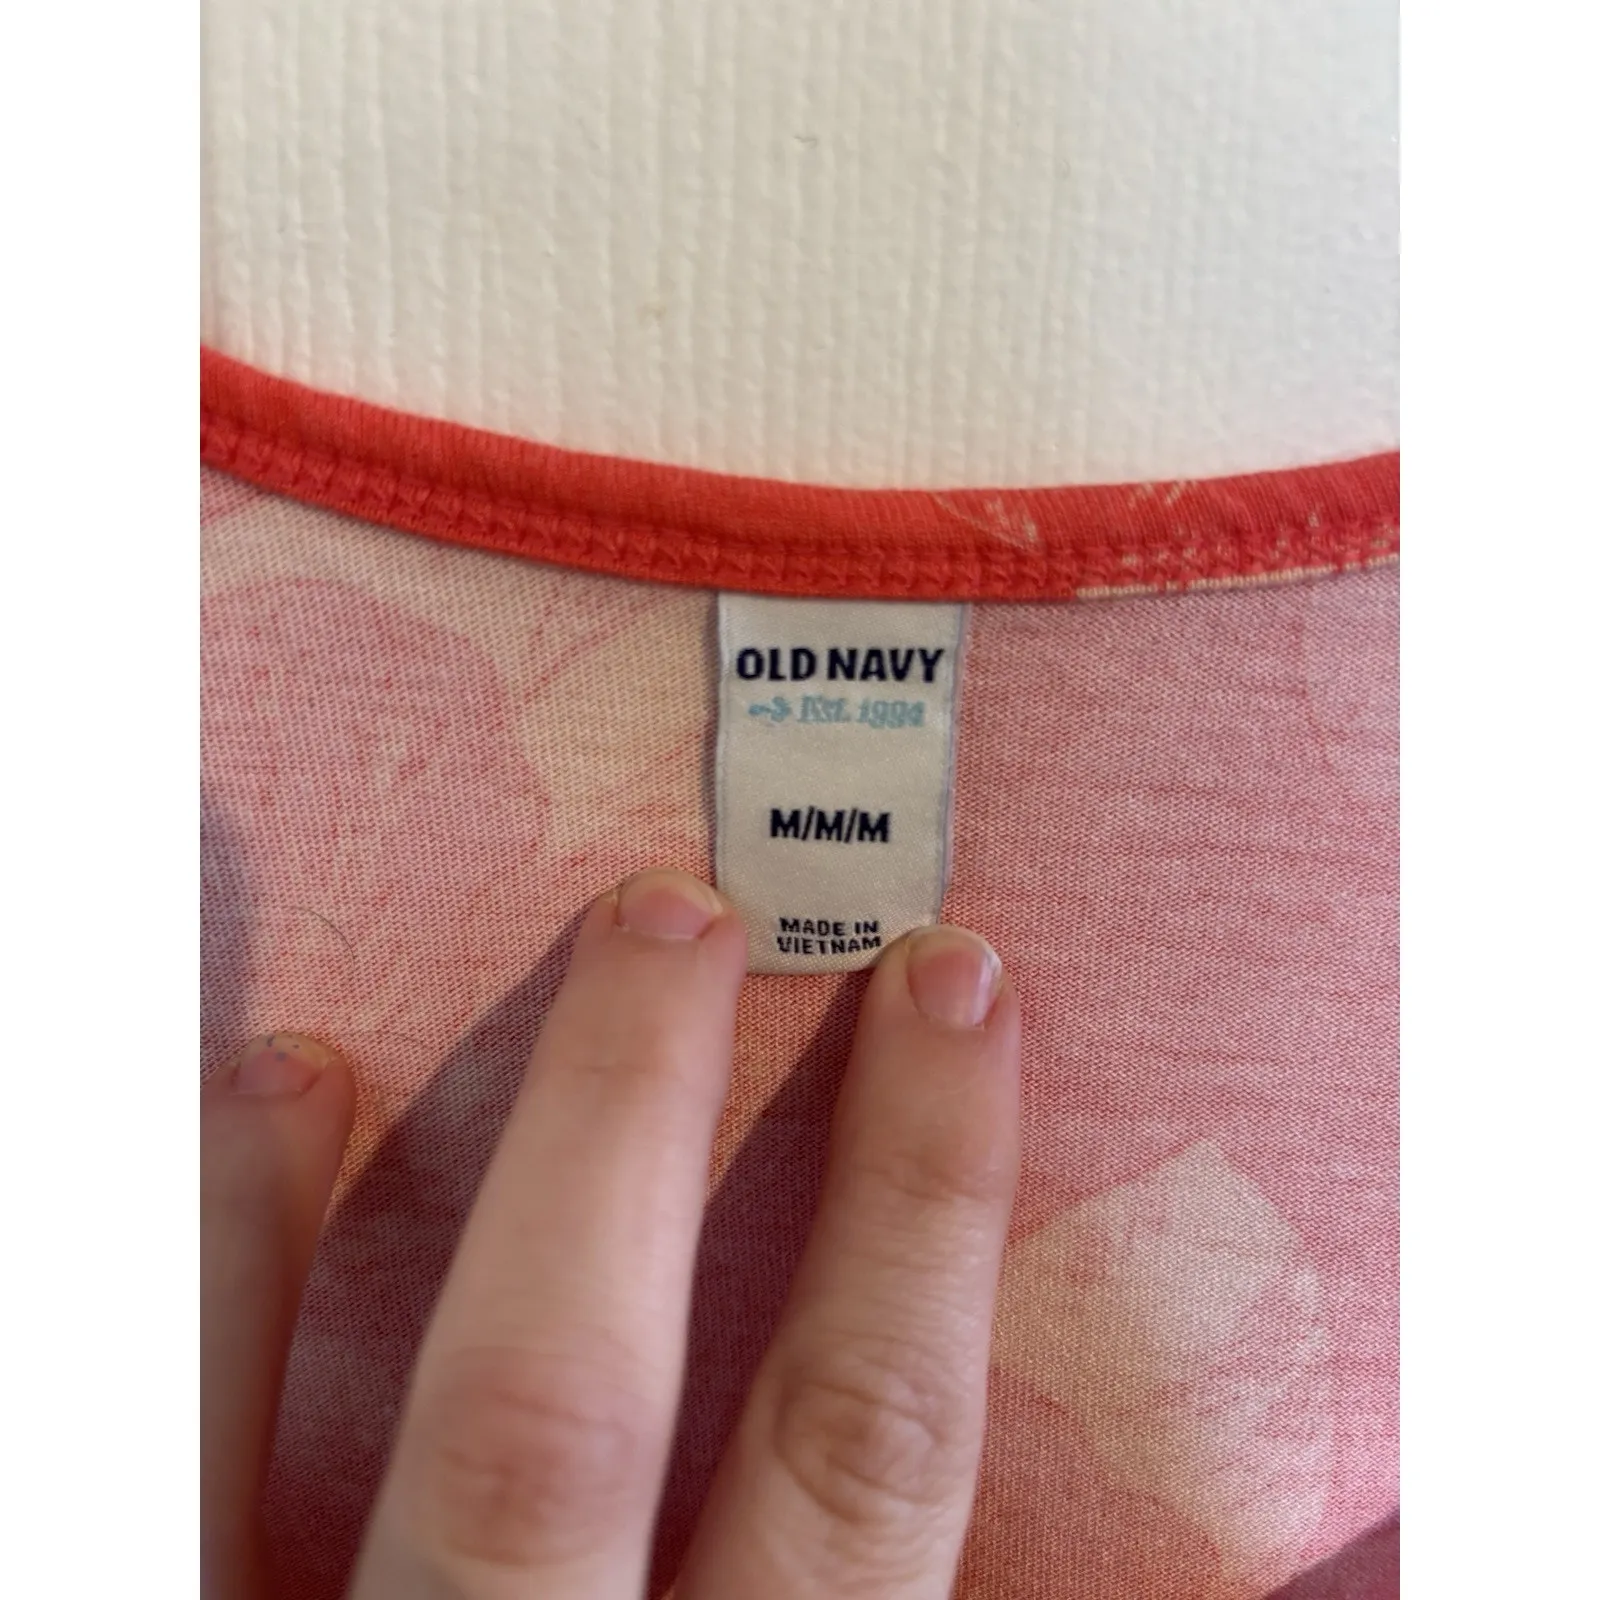 OLD NAVY
Est. 1994
M/M/M
MADE IN
VIETNAM